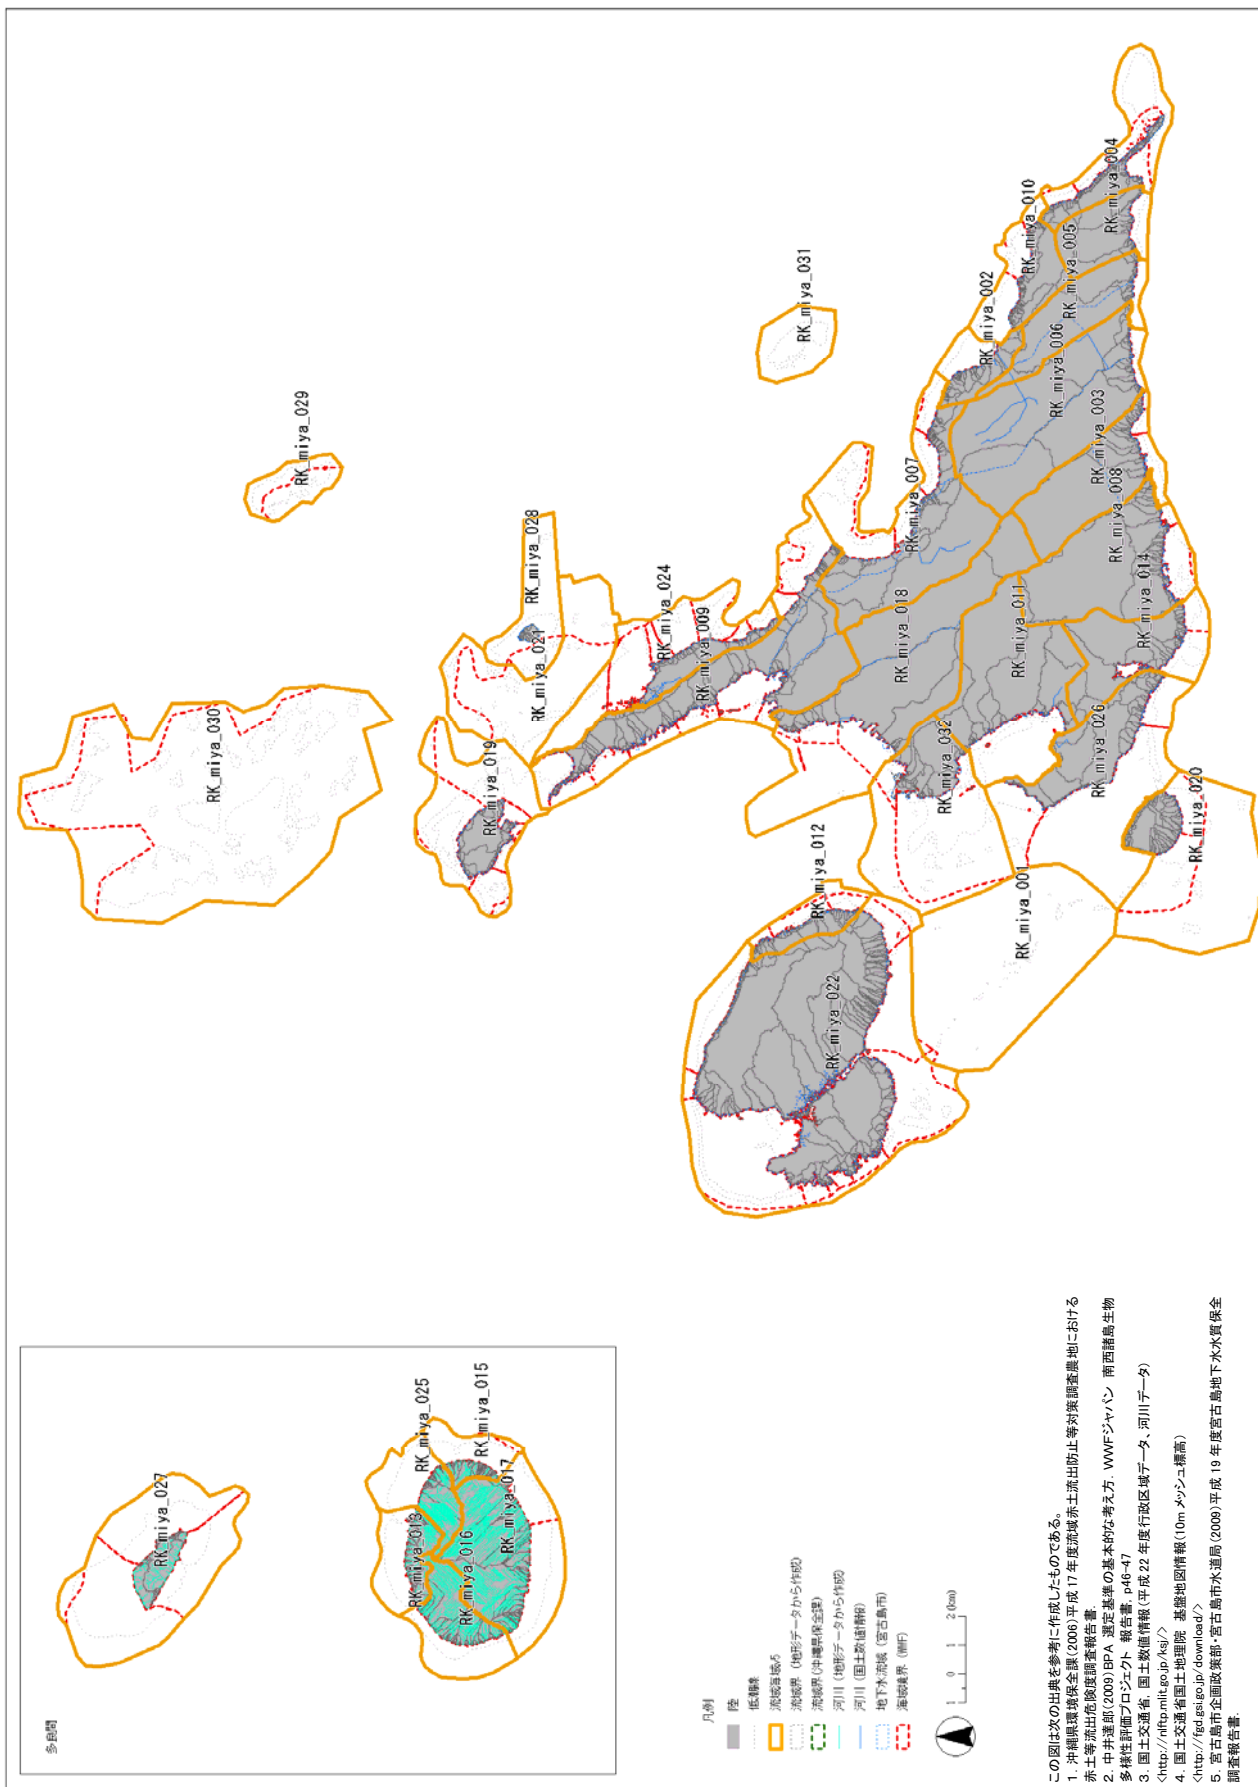 多良間
RK_miya_027
RK_miya_025
RK_miya_015
RK_miya_013
RK_miya_016
RK_miya_017
RK_miya_030
RK_miya_029
RK_miya_019
RK_miya_021
RK_miya_028
RK_miya_024
RK_miya_009
RK_miya_031
RK_miya_012
RK_miya_022
RK_miya_001
RK_miya_032
RK_miya_018
RK_miya_007
RK_miya_002
RK_miya_010
RK_miya_006
RK_miya_005
RK_miya_004
RK_miya_003
RK_miya_008
RK_miya_011
RK_miya_014
RK_miya_026
RK_miya_020
凡例
陸
低潮線
流域界 (地形データから作成)
流域界(沖縄県保全課)
河川 (地形データから作成)
河川 (国土数値情報)
地下水流域 (宮古島市)
海域境界 (WWF)
1 0 1 2 (km)
この図は次の出典を参考に作成したものである。
1. 沖縄県環境保全課(2006)平成 17 年度流域赤土流出防止等対策調査農地における
赤土等流出危険度調査報告書.
2. 中井達郎(2009)BPA 選定基準の基本的な考え方. WWFジャパン 南西諸島生物
多様性評価プロジェクト 報告書, p46-47
3. 国土交通省. 国土数値情報(平成 22 年度行政区域データ、河川データ)
<http://nlftp.mlit.go.jp/ksj/>
4. 国土交通省国土地理院 基盤地図情報(10m メッシュ標高)
<http://fgd.gsi.go.jp/download/>
5. 宮古島市企画政策部・宮古島市水道局(2009)平成 19 年度宮古島地下水水質保全
調査報告書.